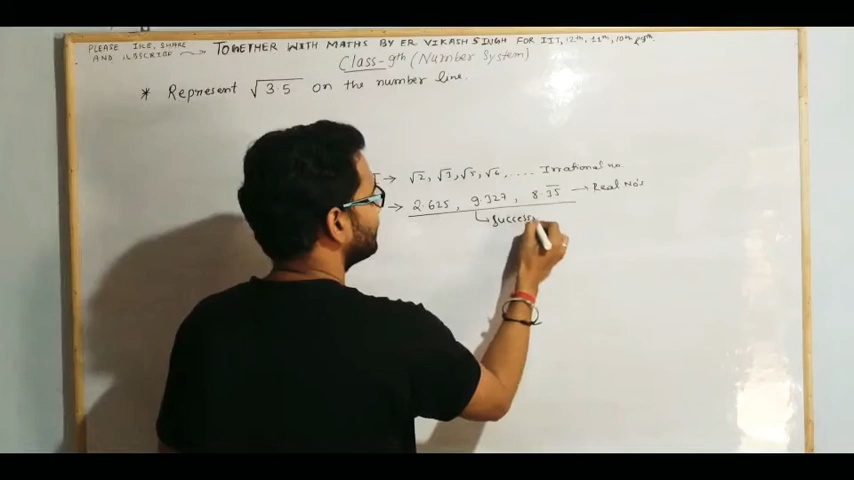 PLEASE LIKE, SHARE
AND SUBSCRIBE → TOGETHER WITH MATHS BY ER VIKASH SINGH FOR IIT, 12th, 11th, 10th, 9th.
Class-9th (Number System)
* Represent √3.5 on the number line.
→ √2, √3, √5, √6, .... Irrational no.
→ 2.625, 9.327, 8.35 → Real No's
Success